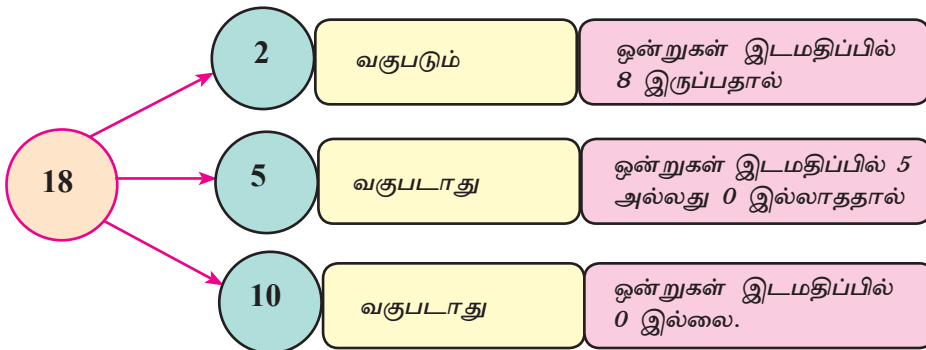 2
வகுபடும்
ஒன்றுகள் இடமதிப்பில்
8 இருப்பதால்
18
5
வகுபடாது
ஒன்றுகள் இடமதிப்பில் 5
அல்லது 0 இல்லாததால்
10
வகுபடாது
ஒன்றுகள் இடமதிப்பில்
0 இல்லை.